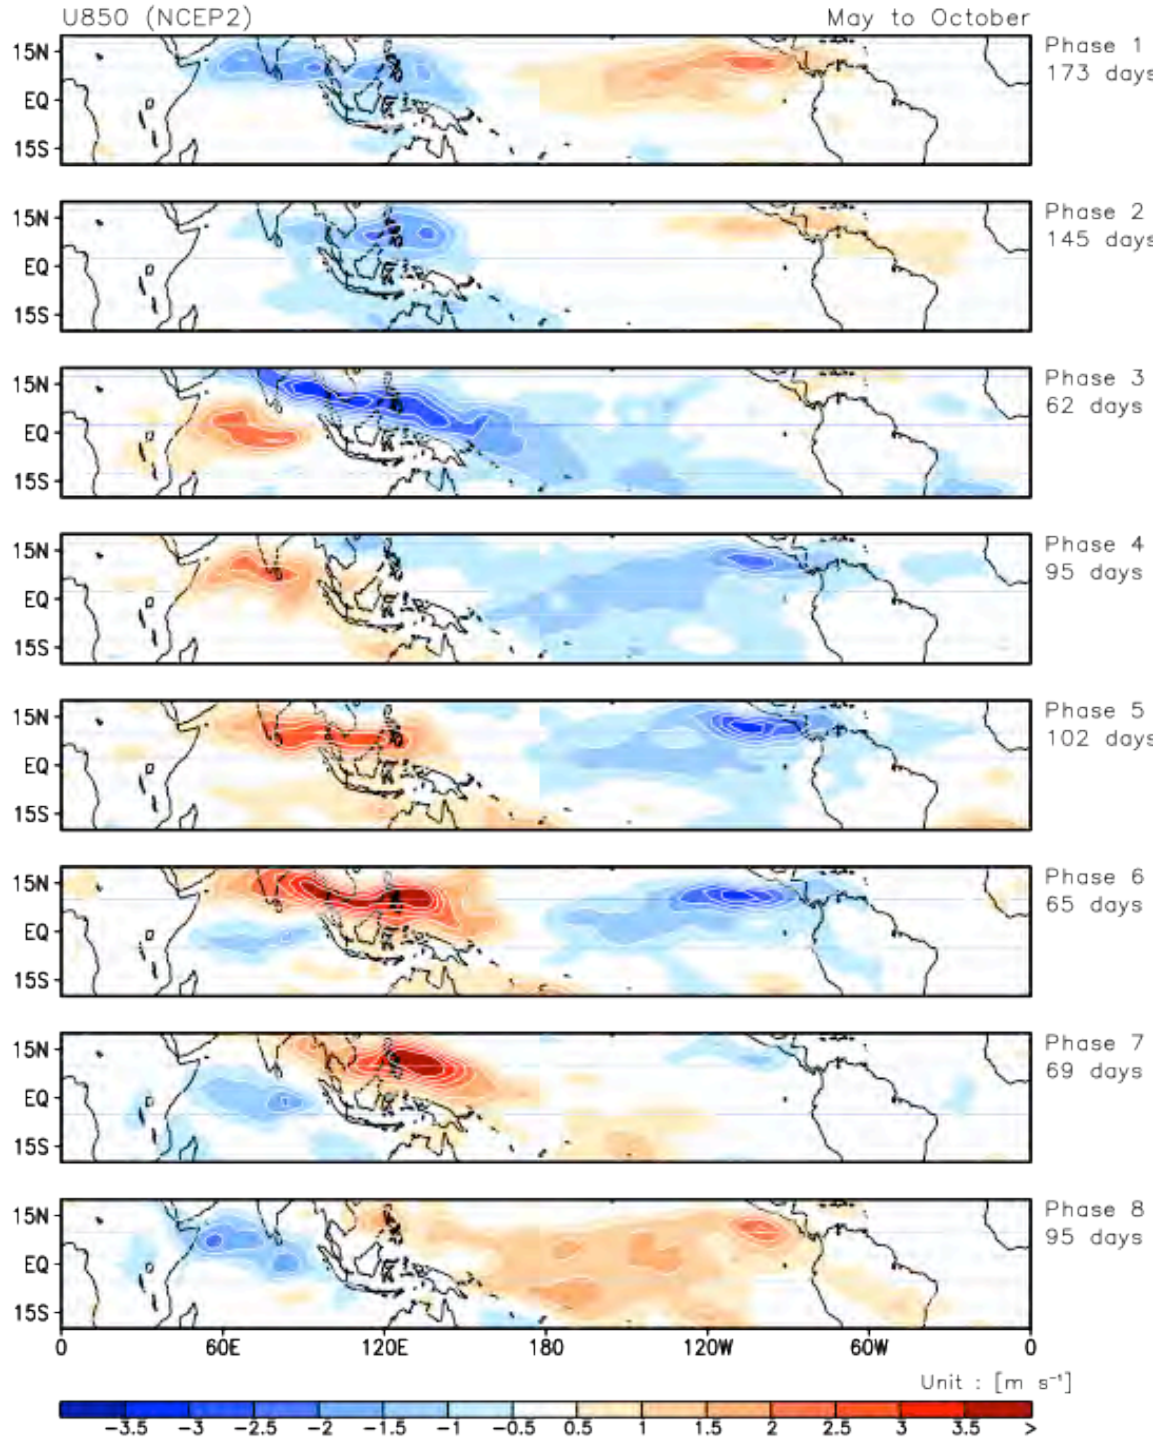 U850 (NCEP2) May to October
15N
EQ
15S
Phase 1
173 days
15N
EQ
15S
Phase 2
145 days
15N
EQ
15S
Phase 3
62 days
15N
EQ
15S
Phase 4
95 days
15N
EQ
15S
Phase 5
102 days
15N
EQ
15S
Phase 6
65 days
15N
EQ
15S
Phase 7
69 days
15N
EQ
15S
Phase 8
95 days
0 60E 120E 180 120W 60W 0
Unit : [m s⁻¹]
-3.5 -3 -2.5 -2 -1.5 -1 -0.5 0.5 1 1.5 2 2.5 3 3.5 >